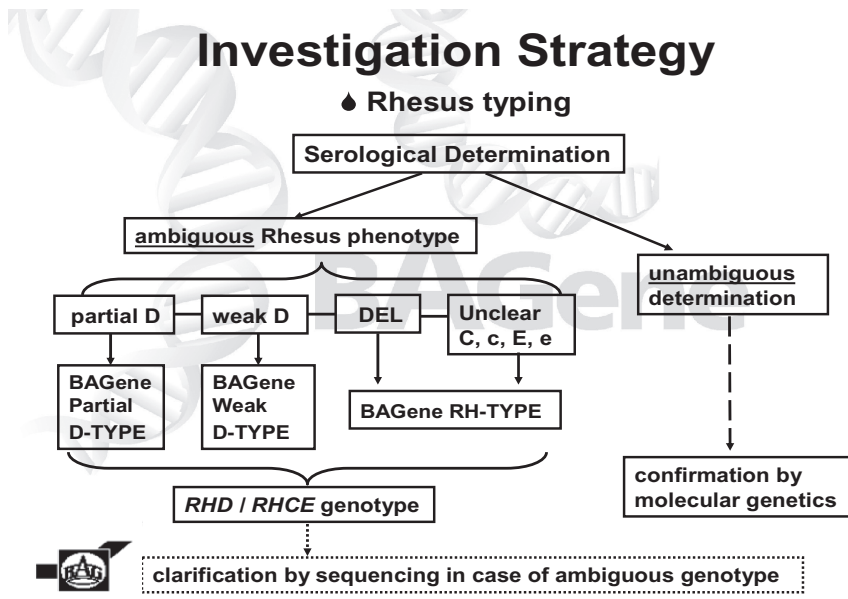 Investigation Strategy
Rhesus typing
Serological Determination
ambiguous Rhesus phenotype
unambiguous
determination
partial D
weak D
DEL
Unclear
C, c, E, e
BAGene
BAGene
Partial
D-TYPE
BAGene
Weak
D-TYPE
BAGene RH-TYPE
RHD / RHCE genotype
confirmation by
molecular genetics
BAG
clarification by sequencing in case of ambiguous genotype